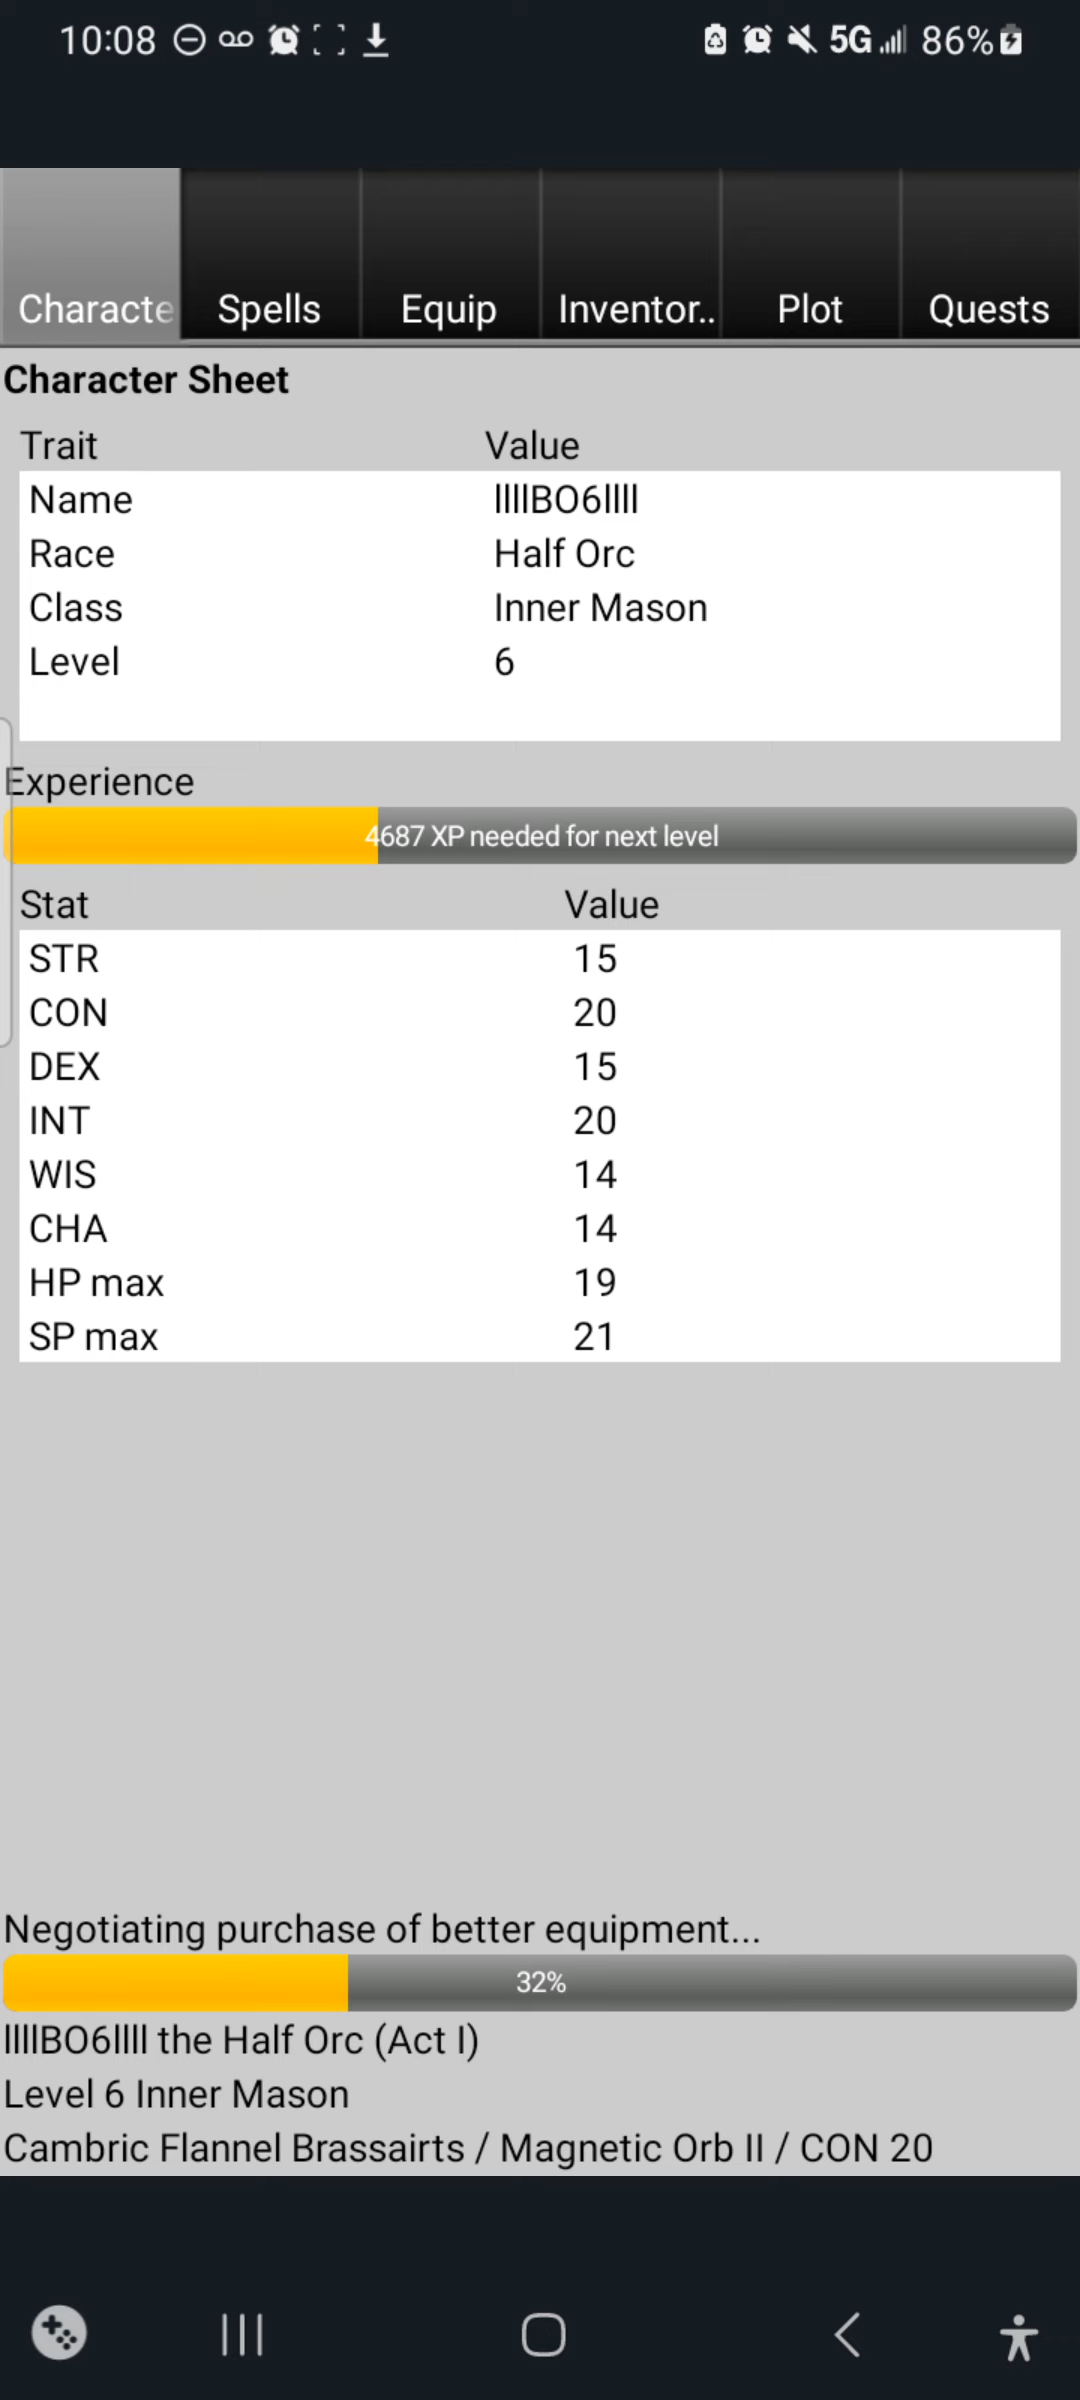 10:08 5G 86%
Characte Spells Equip Inventor.. Plot Quests
Character Sheet
Trait Value
Name llllBO6llll
Race Half Orc
Class Inner Mason
Level 6
Experience
4687 XP needed for next level
Stat Value
STR 15
CON 20
DEX 15
INT 20
WIS 14
CHA 14
HP max 19
SP max 21
Negotiating purchase of better equipment...
32%
llllBO6llll the Half Orc (Act I)
Level 6 Inner Mason
Cambric Flannel Brassairts / Magnetic Orb II / CON 20